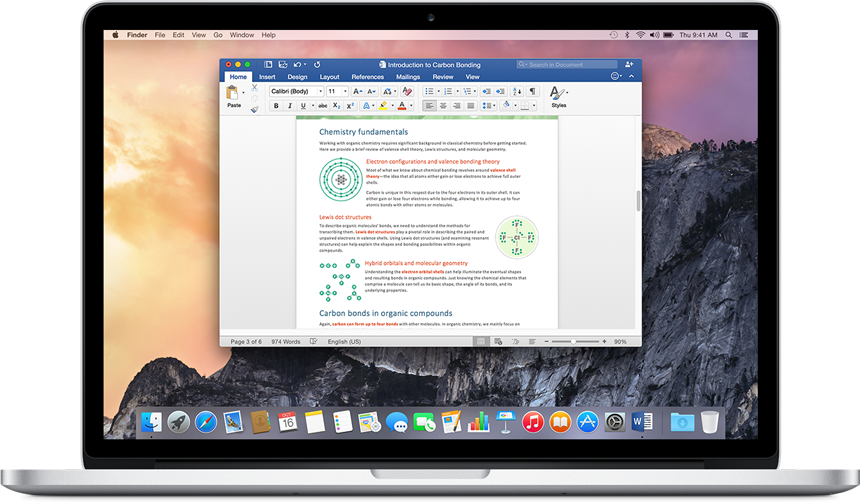 Finder File Edit View Go Window Help Thu 9:41 AM
Introduction to Carbon Bonding
Search in Document
Home Insert Design Layout References Mailings Review View
Calibri (Body) 11
Paste
B I U abc X₂ X² A A
Styles
Chemistry fundamentals
Working with organic chemistry requires significant background in classical chemistry before getting started.
Here we provide a brief review of valence shell theory, Lewis structures, and molecular geometry.
Electron configurations and valence bonding theory
Most of what we know about chemical bonding revolves around valence shell
theory—the idea that all atoms either gain or lose electrons to achieve full outer
shells.
Carbon is unique in this respect due to the four electrons in its outer shell. It can
either gain or lose four electrons while bonding, allowing it to achieve up to four
atomic bonds with other atoms or molecules.
Lewis dot structures
To describe organic molecules' bonds, we need to understand the methods for
transcribing them. Lewis dot structures play a pivotal role in describing the paired and
unpaired electrons in valence shells. Using Lewis dot structures (and examining resonant
structures) can help explain the shapes and bonding possibilities within organic
compounds.
F
F Cl F
F
Hybrid orbitals and molecular geometry
Understanding the electron orbital shells can help illuminate the eventual shapes
and resulting bonds in organic compounds. Just knowing the chemical elements that
comprise a molecule can tell us its basic shape, the angle of its bonds, and its
underlying properties.
Carbon bonds in organic compounds
Again, carbon can form up to four bonds with other molecules. In organic chemistry, we mainly focus on
Page 3 of 6 974 Words English (US) 90%
OCT
16
W